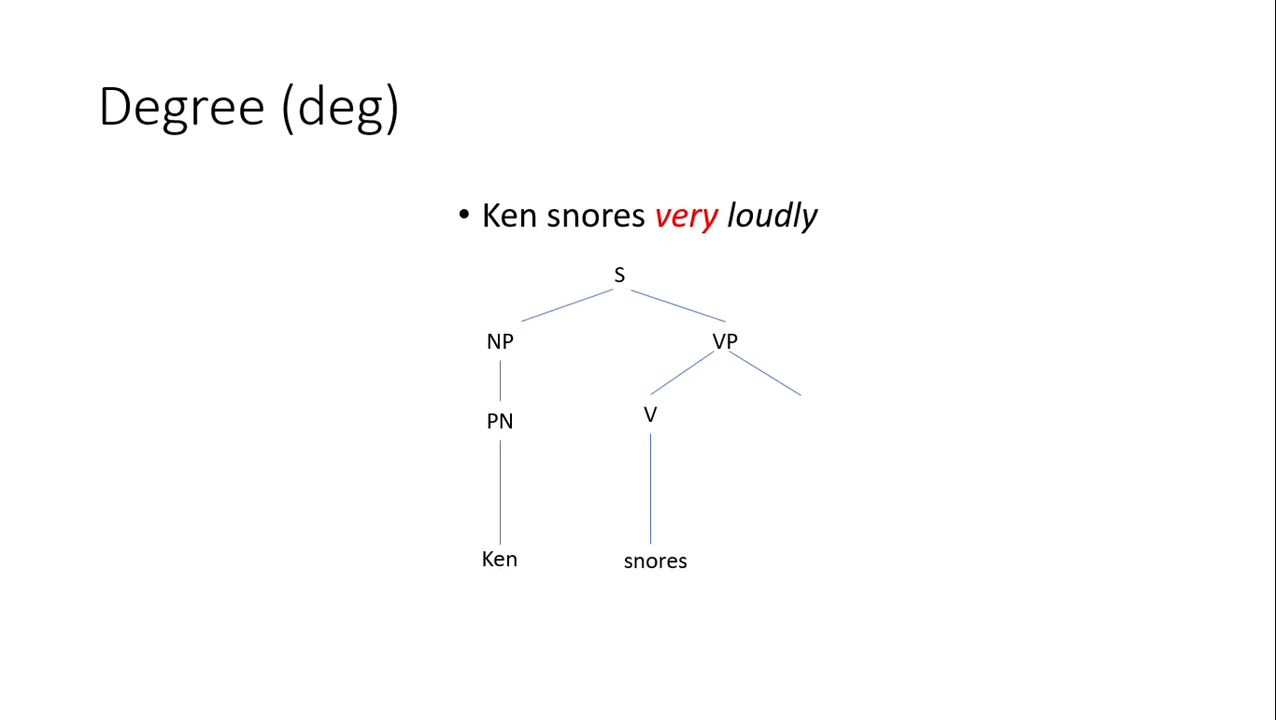 Degree (deg)
• Ken snores very loudly
S
NP VP
PN V
Ken snores